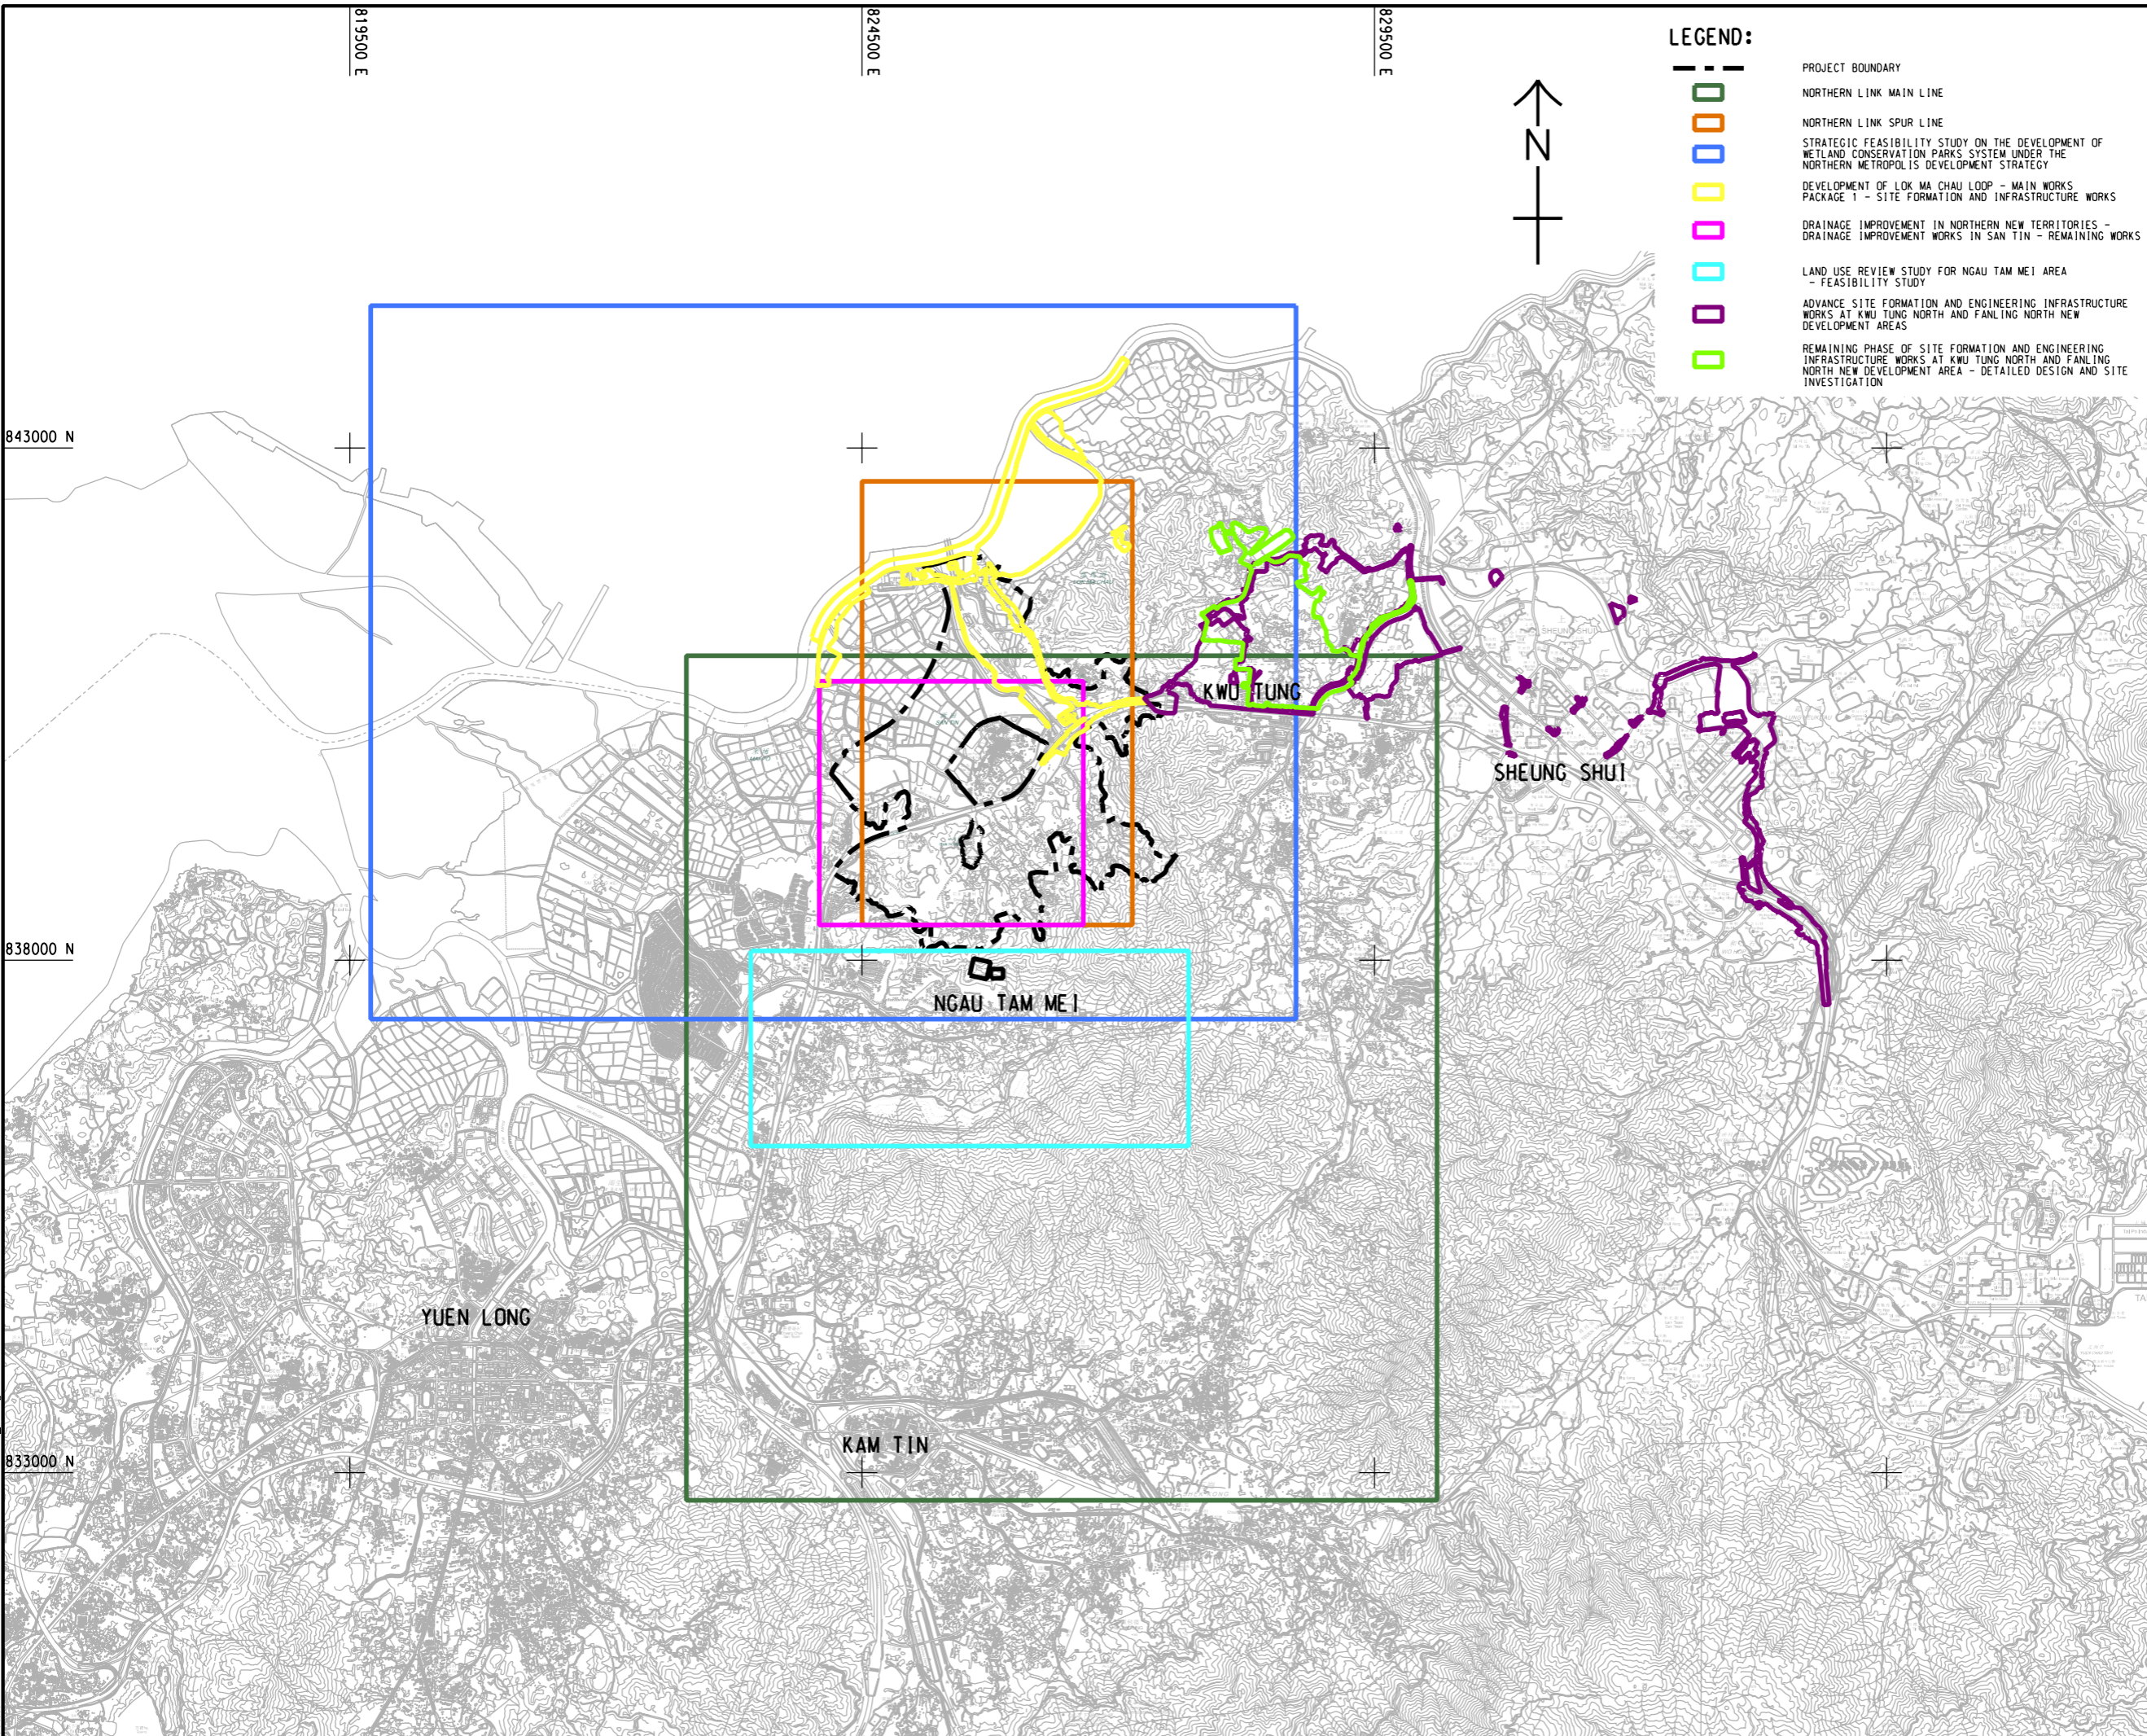 819500 E
824500 E
829500 E
LEGEND:
PROJECT BOUNDARY
NORTHERN LINK MAIN LINE
NORTHERN LINK SPUR LINE
STRATEGIC FEASIBILITY STUDY ON THE DEVELOPMENT OF
WETLAND CONSERVATION PARKS SYSTEM UNDER THE
NORTHERN METROPOLIS DEVELOPMENT STRATEGY
DEVELOPMENT OF LOK MA CHAU LOOP - MAIN WORKS
PACKAGE 1 - SITE FORMATION AND INFRASTRUCTURE WORKS
DRAINAGE IMPROVEMENT IN NORTHERN NEW TERRITORIES -
DRAINAGE IMPROVEMENT WORKS IN SAN TIN - REMAINING WORKS
LAND USE REVIEW STUDY FOR NGAU TAM MEI AREA
- FEASIBILITY STUDY
ADVANCE SITE FORMATION AND ENGINEERING INFRASTRUCTURE
WORKS AT KWU TUNG NORTH AND FANLING NORTH NEW
DEVELOPMENT AREAS
REMAINING PHASE OF SITE FORMATION AND ENGINEERING
INFRASTRUCTURE WORKS AT KWU TUNG NORTH AND FANLING
NORTH NEW DEVELOPMENT AREA - DETAILED DESIGN AND SITE
INVESTIGATION
N
843000 N
KWU TUNG
SHEUNG SHUI
838000 N
NGAU TAM MEI
YUEN LONG
KAM TIN
833000 N